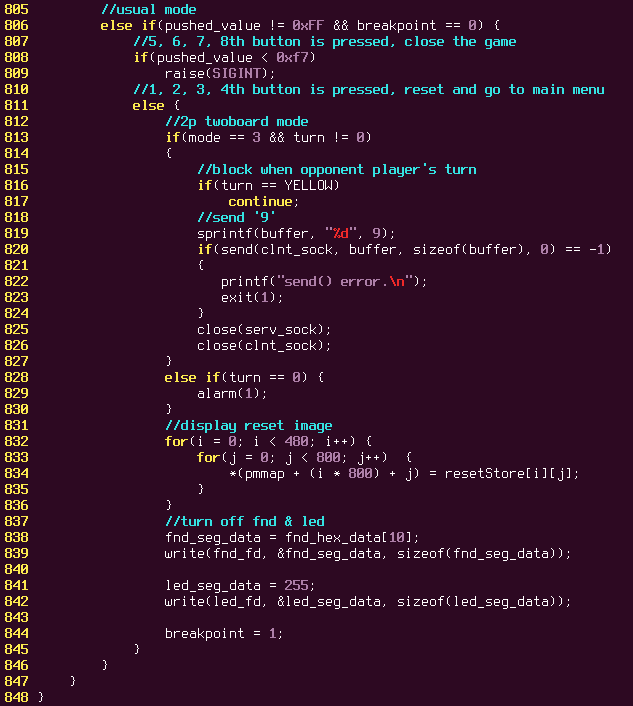 805         //usual mode
806         else if(pushed_value != 0xFF && breakpoint == 0) {
807             //5, 6, 7, 8th button is pressed, close the game
808             if(pushed_value < 0xf7)
809                 raise(SIGINT);
810             //1, 2, 3, 4th button is pressed, reset and go to main menu
811             else {
812                 //2p twoboard mode
813                 if(mode == 3 && turn != 0)
814                 {
815                     //block when opponent player's turn
816                     if(turn == YELLOW)
817                         continue;
818                     //send '9'
819                     sprintf(buffer, "%d", 9);
820                     if(send(clnt_sock, buffer, sizeof(buffer), 0) == -1)
821                     {
822                        printf("send() error.\n");
823                        exit(1);
824                     }
825                     close(serv_sock);
826                     close(clnt_sock);
827                 }
828                 else if(turn == 0) {
829                     alarm(1);
830                 }
831                 //display reset image
832                 for(i = 0; i < 480; i++) {
833                     for(j = 0; j < 800; j++)  {
834                         *(pmmap + (i * 800) + j) = resetStore[i][j];
835                     }
836                 }
837                 //turn off fnd & led
838                 fnd_seg_data = fnd_hex_data[10];
839                 write(fnd_fd, &fnd_seg_data, sizeof(fnd_seg_data));
840
841                 led_seg_data = 255;
842                 write(led_fd, &led_seg_data, sizeof(led_seg_data));
843
844                 breakpoint = 1;
845             }
846         }
847     }
848 }